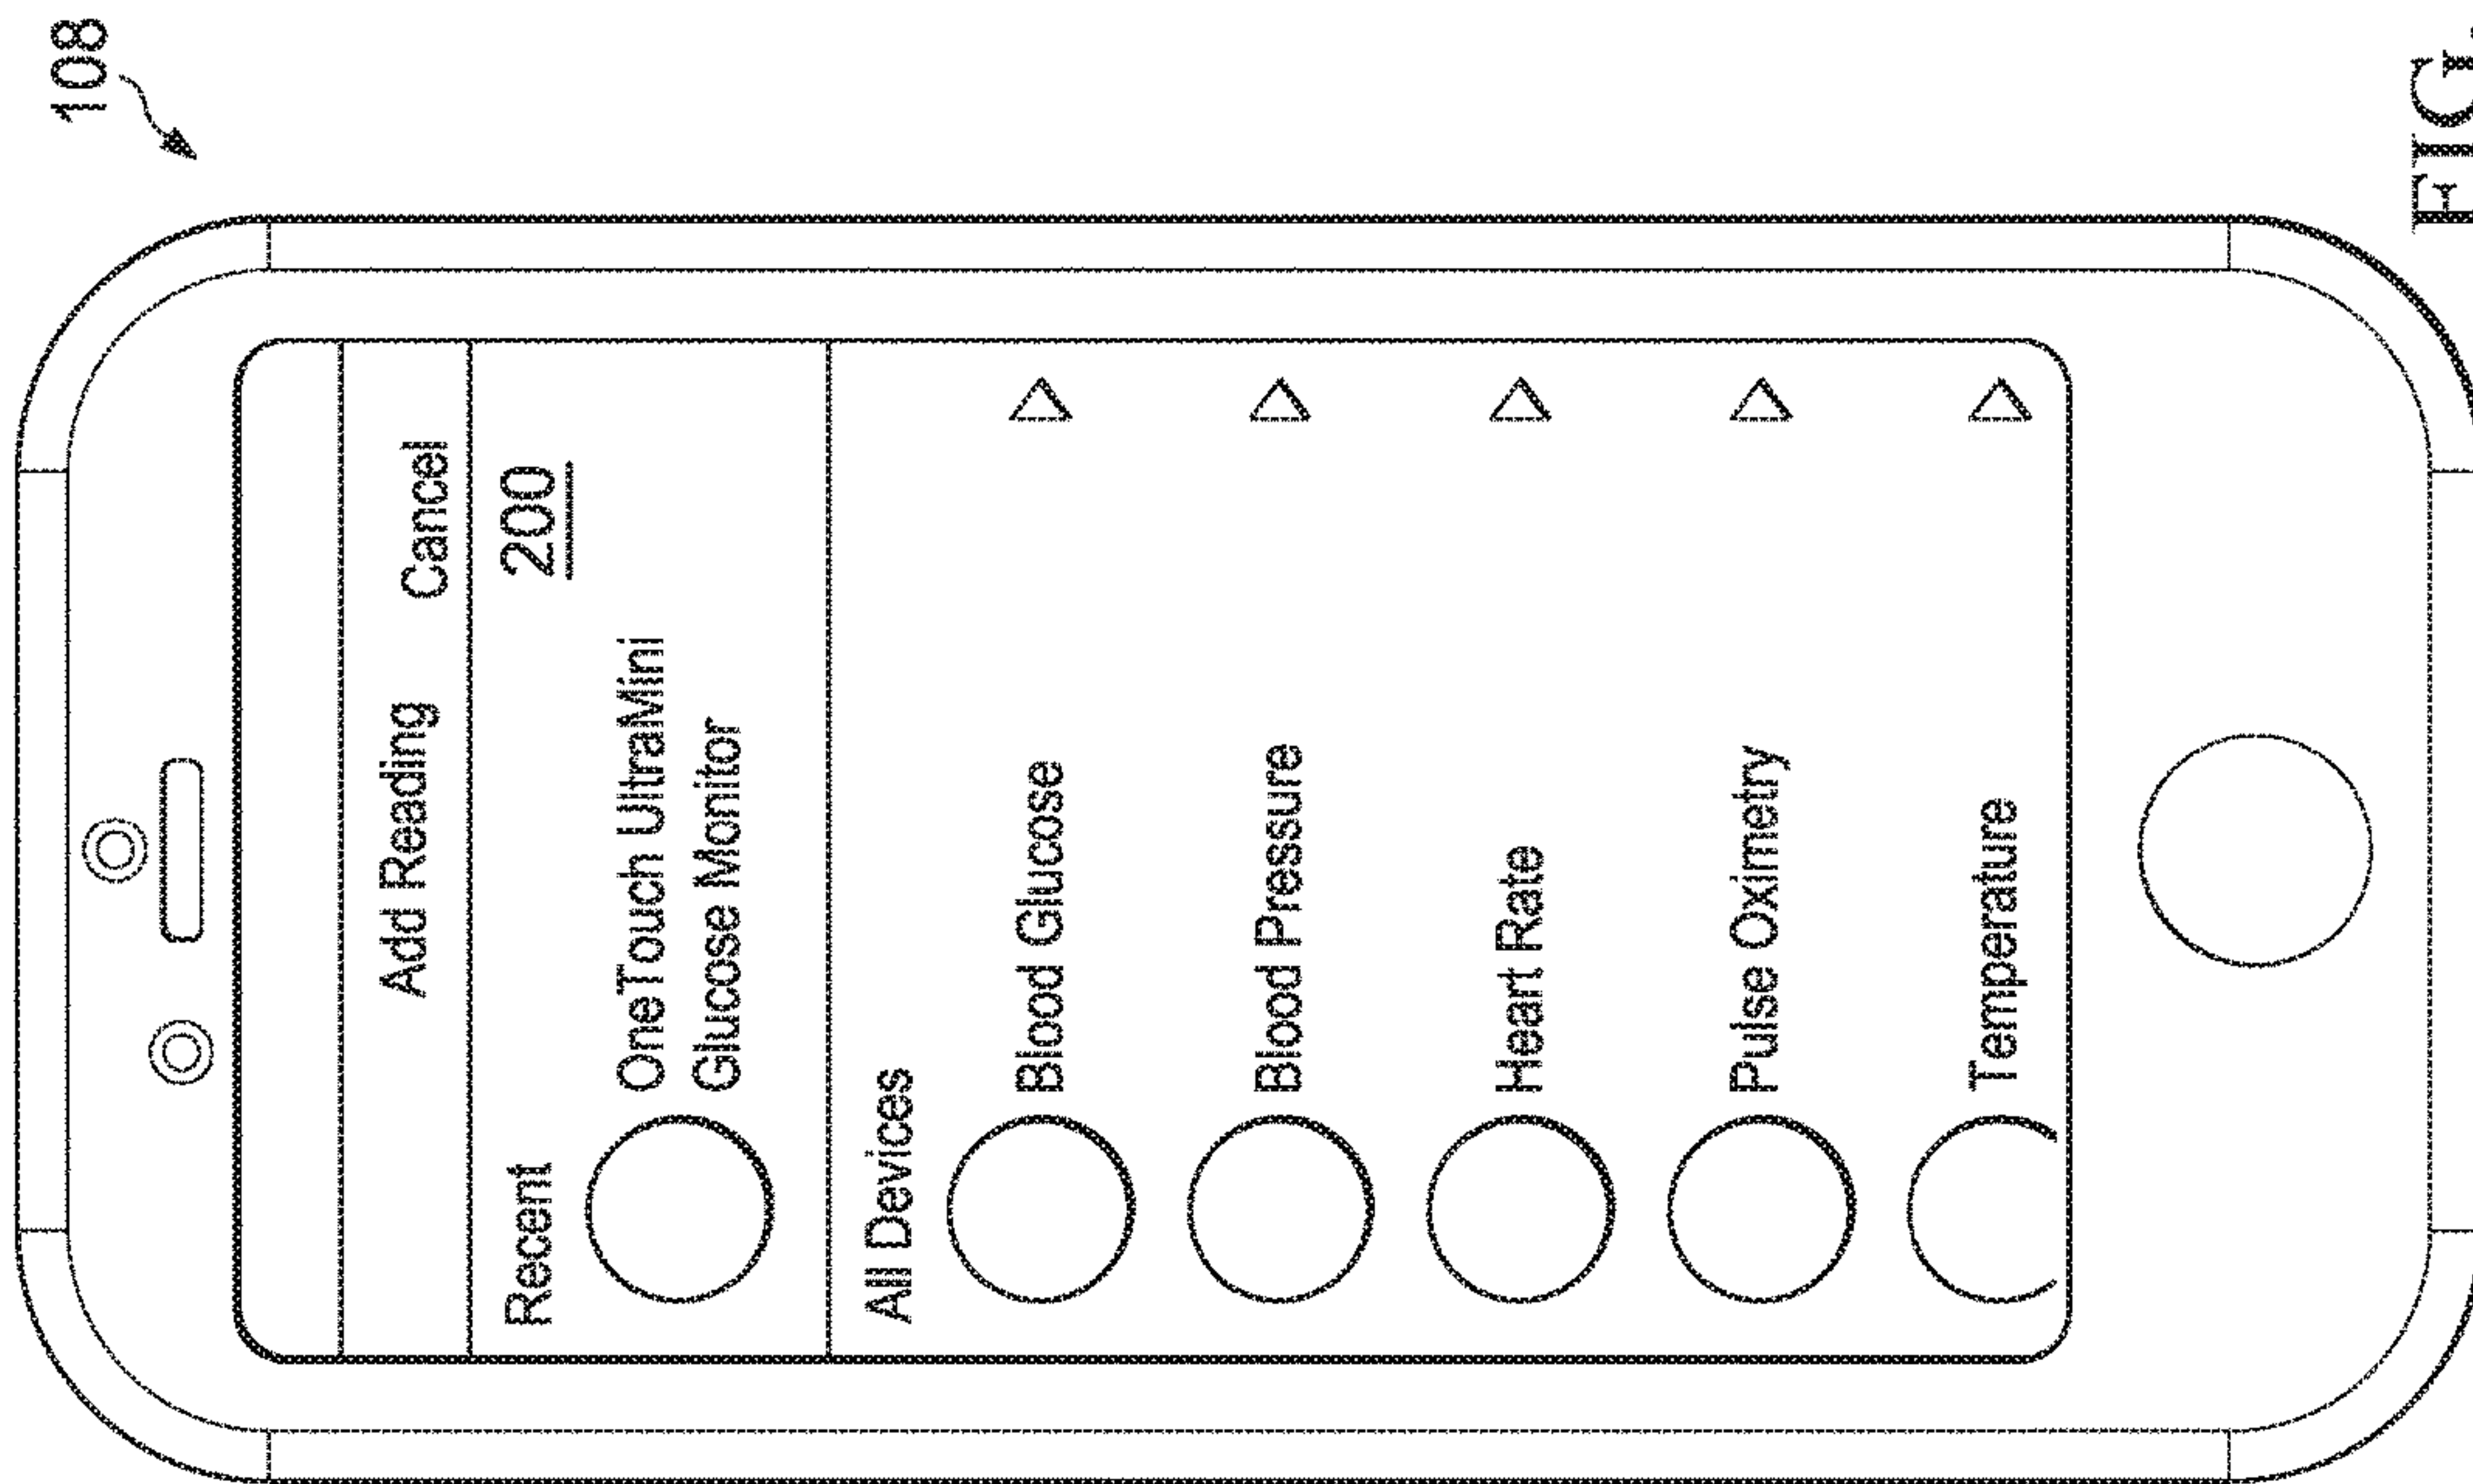 108
Add Reading Cancel
Recent 200
OneTouch UltraMini
Glucose Monitor
All Devices
Blood Glucose
Blood Pressure
Heart Rate
Pulse Oximetry
Temperature
FIG.